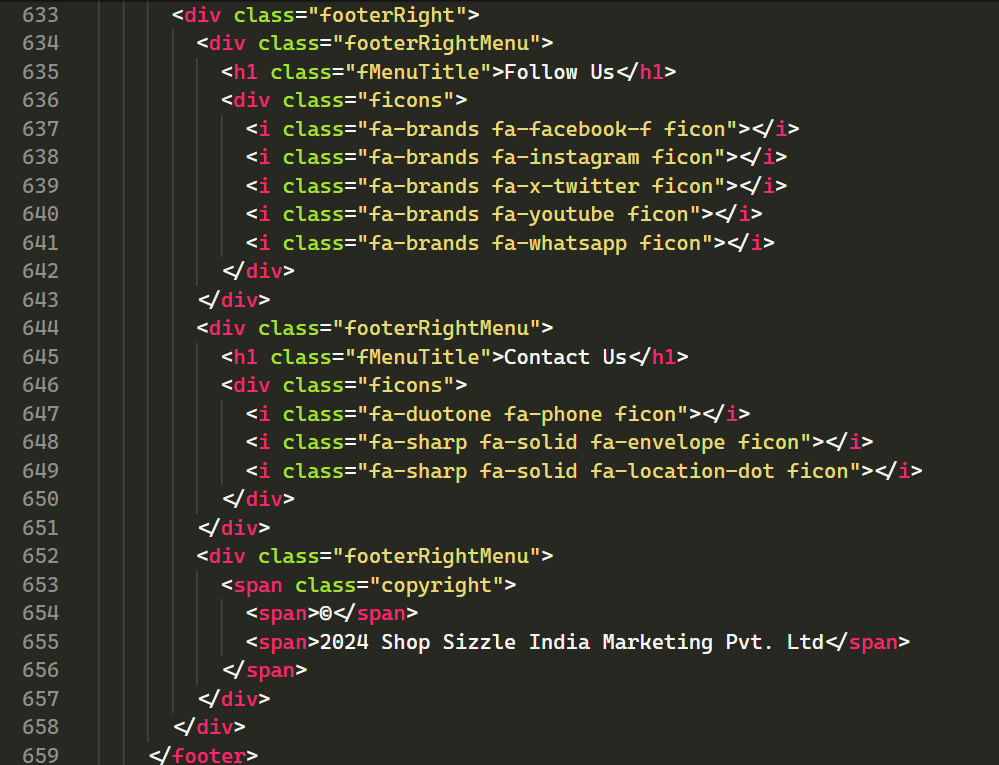 633 <div class="footerRight">
634 <div class="footerRightMenu">
635 <h1 class="fMenuTitle">Follow Us</h1>
636 <div class="ficons">
637 <i class="fa-brands fa-facebook-f ficon"></i>
638 <i class="fa-brands fa-instagram ficon"></i>
639 <i class="fa-brands fa-x-twitter ficon"></i>
640 <i class="fa-brands fa-youtube ficon"></i>
641 <i class="fa-brands fa-whatsapp ficon"></i>
642 </div>
643 </div>
644 <div class="footerRightMenu">
645 <h1 class="fMenuTitle">Contact Us</h1>
646 <div class="ficons">
647 <i class="fa-duotone fa-phone ficon"></i>
648 <i class="fa-sharp fa-solid fa-envelope ficon"></i>
649 <i class="fa-sharp fa-solid fa-location-dot ficon"></i>
650 </div>
651 </div>
652 <div class="footerRightMenu">
653 <span class="copyright">
654 <span>©</span>
655 <span>2024 Shop Sizzle India Marketing Pvt. Ltd</span>
656 </span>
657 </div>
658 </div>
659 </footer>